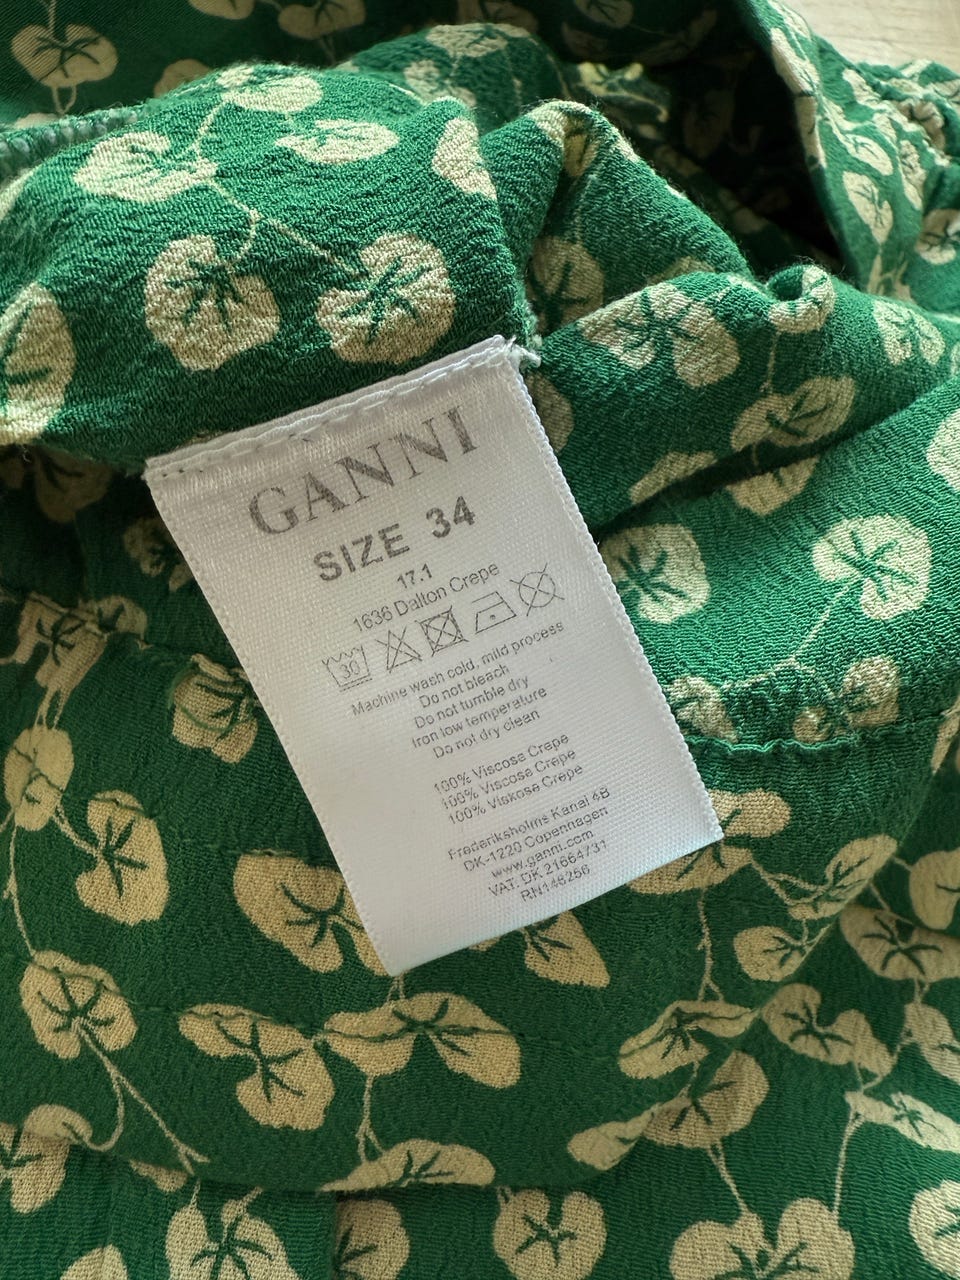 GANNI
SIZE 34
17.1
1636 Dalton Crepe
30
Machine wash cold, mild process
Do not bleach
Do not tumble dry
Iron low temperature
Do not dry clean
100% Viscose Crepe
100% Viscose Crepe
100% Viskose Crepe
Frederiksholms Kanal 4B
DK-1220 Copenhagen
www.ganni.com
VAT: DK 21664731
RN146256